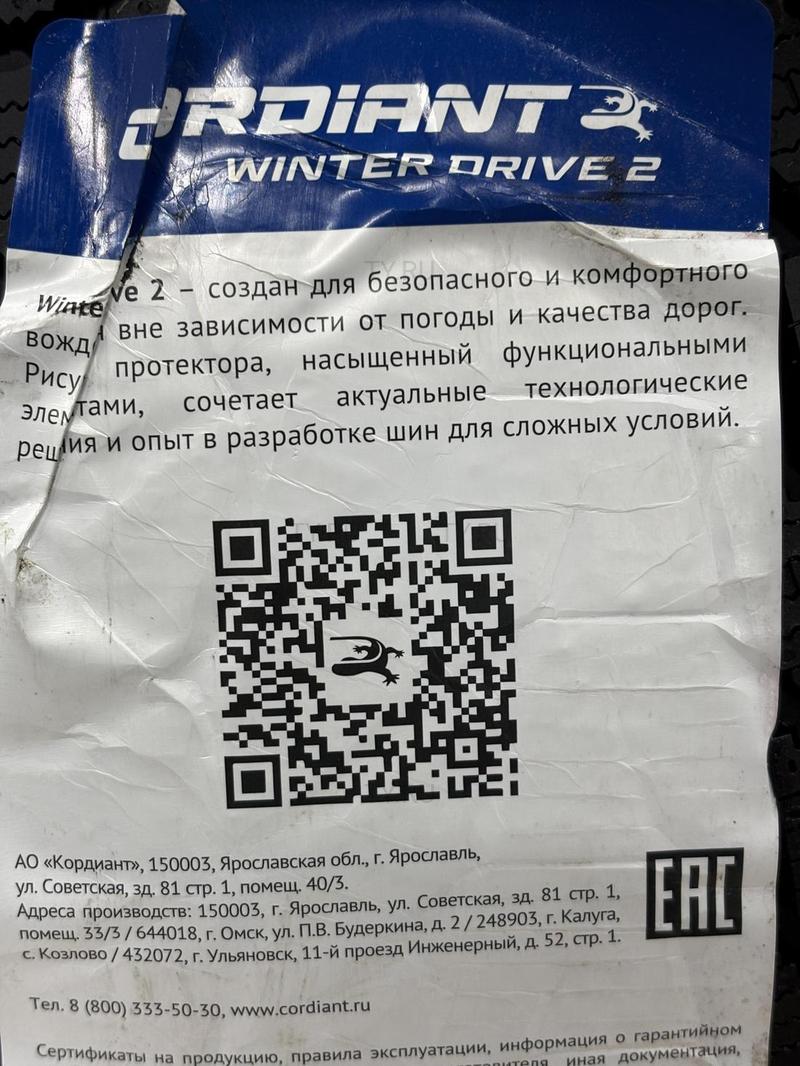 ORDIANT
WINTER DRIVE 2
Winte ve 2 – создан для безопасного и комфортного
вожд вне зависимости от погоды и качества дорог.
Рису протектора, насыщенный функциональными
элем тами, сочетает актуальные технологические
реш ия и опыт в разработке шин для сложных условий.
АО «Кордиант», 150003, Ярославская обл., г. Ярославль,
ул. Советская, зд. 81 стр. 1, помещ. 40/3.
Адреса производств: 150003, г. Ярославль, ул. Советская, зд. 81 стр. 1,
помещ. 33/3 / 644018, г. Омск, ул. П.В. Будеркина, д. 2 / 248903, г. Калуга,
с. Козлово / 432072, г. Ульяновск, 11-й проезд Инженерный, д. 52, стр. 1.
EAC
Тел. 8 (800) 333-50-30, www.cordiant.ru
Сертификаты на продукцию, правила эксплуатации, информация о гарантийном
иная документация,